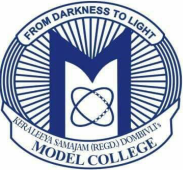 FROM DARKNESS TO LIGHT
KERALEEYA SAMAJAM (REGD.) DOMBIVLI's
MODEL COLLEGE